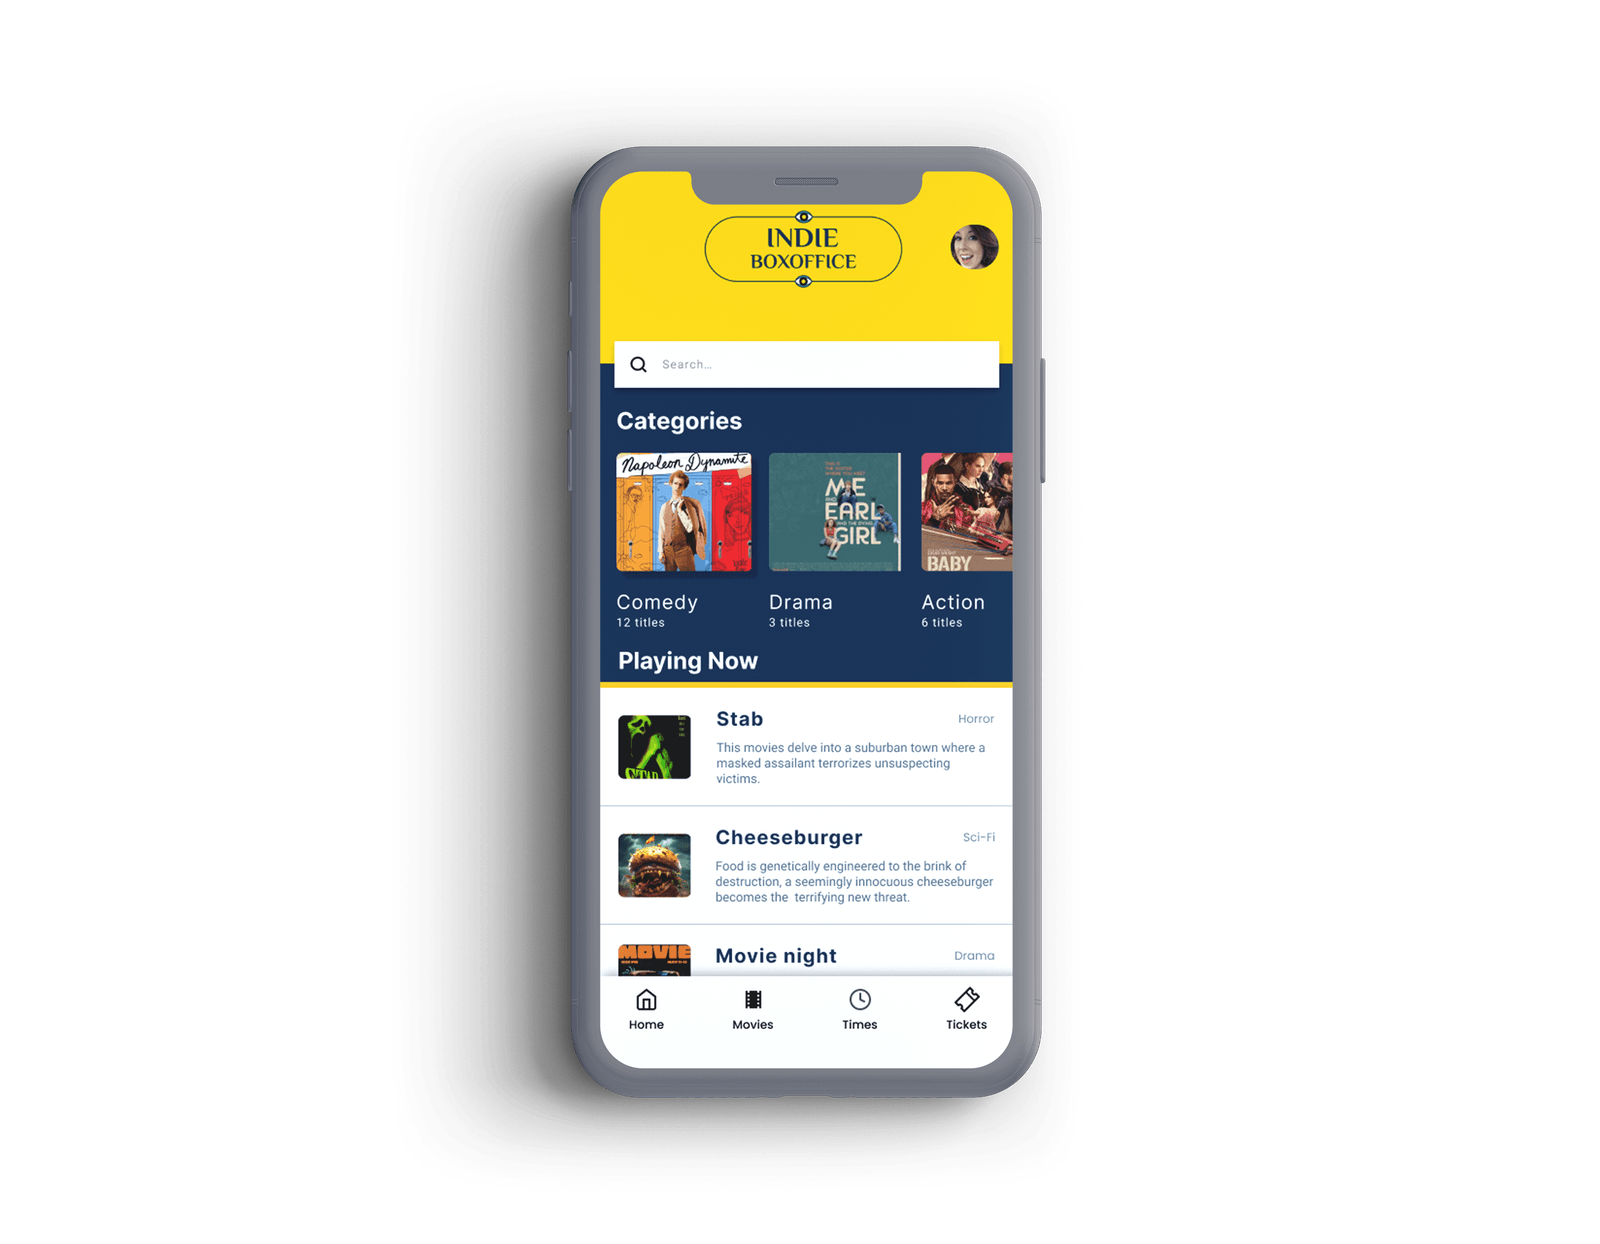 INDIE
BOXOFFICE
Search...
Categories
Napoleon Dynamite
ME
AND
EARL
AND THE DYING
GIRL
BABY
Comedy
Drama
Action
12 titles
3 titles
6 titles
Playing Now
Stab
Horror
This movies delve into a suburban town where a
masked assailant terrorizes unsuspecting
victims.
STAB
Cheeseburger
Sci-Fi
Food is genetically engineered to the brink of
destruction, a seemingly innocuous cheeseburger
becomes the  terrifying new threat.
MOVIE
Movie night
Drama
Home
Movies
Times
Tickets